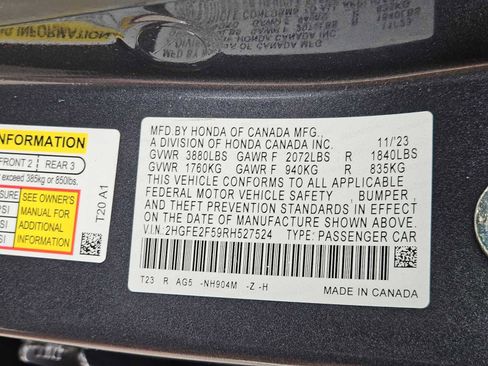 INFORMATION
FRONT 2 REAR 3
exceed 385kg or 850lbs.
SEE OWNER'S
MANUAL FOR
ADDITIONAL
INFORMATION
T20 A1
MFD.BY HONDA OF CANADA MFG.,
A DIVISION OF HONDA CANADA INC. 11/'23
GVWR 3880LBS GAWR F 2072LBS R 1840LBS
GVWR 1760KG GAWR F 940KG R 835KG
THIS VEHICLE CONFORMS TO ALL APPLICABLE
FEDERAL MOTOR VEHICLE SAFETY , BUMPER ,
AND THEFT PREVENTION STANDARDS IN EFFECT
ON THE DATE OF MANUFACTURE SHOWN ABOVE.
V.I.N:2HGFE2F59RH527524 TYPE:PASSENGER CAR
T23 R AG5 -NH904M -Z -H
MADE IN CANADA